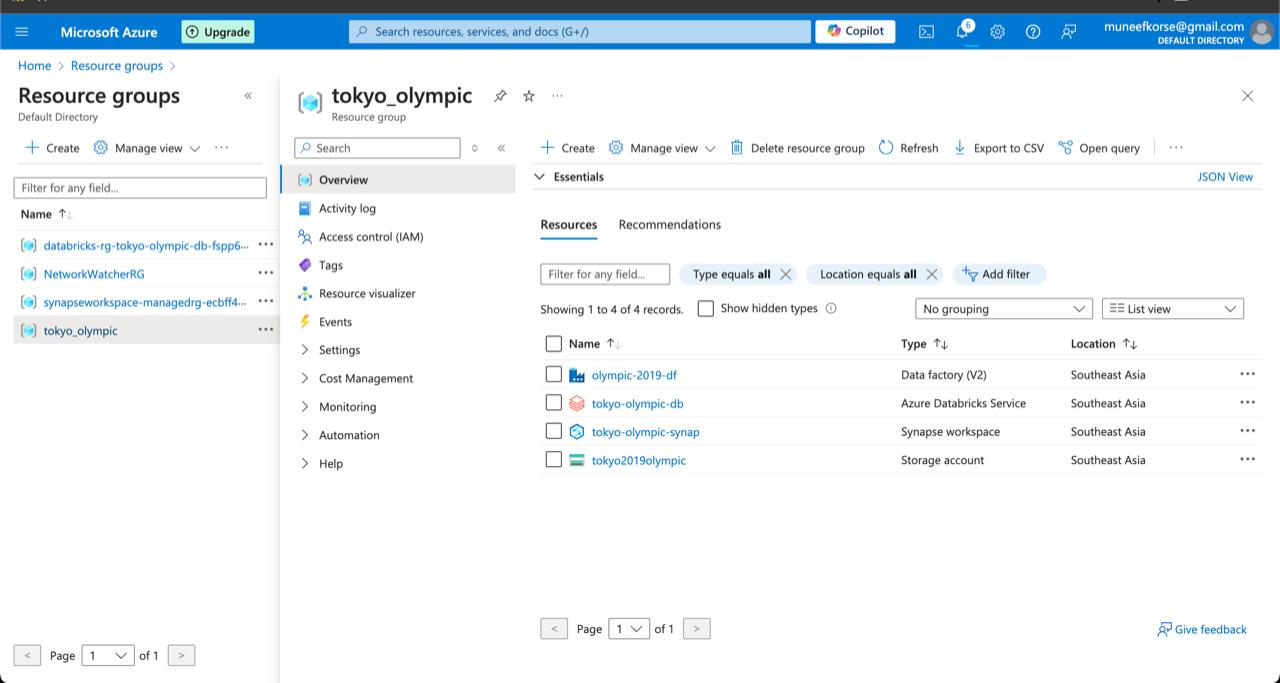 Microsoft Azure
Upgrade
Search resources, services, and docs (G+/)
Copilot
6
muneefkorse@gmail.com
DEFAULT DIRECTORY
Home > Resource groups >
Resource groups
Default Directory
Create
Manage view
...
Filter for any field...
Name
databricks-rg-tokyo-olympic-db-fspp6...
NetworkWatcherRG
synapseworkspace-managedrg-ecbff4...
tokyo_olympic
< Page 1 of 1 >
tokyo_olympic
Resource group
Search
Overview
Activity log
Access control (IAM)
Tags
Resource visualizer
Events
Settings
Cost Management
Monitoring
Automation
Help
Create
Manage view
Delete resource group
Refresh
Export to CSV
Open query
...
Essentials
JSON View
Resources
Recommendations
Filter for any field...
Type equals all
Location equals all
Add filter
Showing 1 to 4 of 4 records.
Show hidden types
No grouping
List view
Name Type Location
olympic-2019-df Data factory (V2) Southeast Asia
tokyo-olympic-db Azure Databricks Service Southeast Asia
tokyo-olympic-synap Synapse workspace Southeast Asia
tokyo2019olympic Storage account Southeast Asia
< Page 1 of 1 >
Give feedback